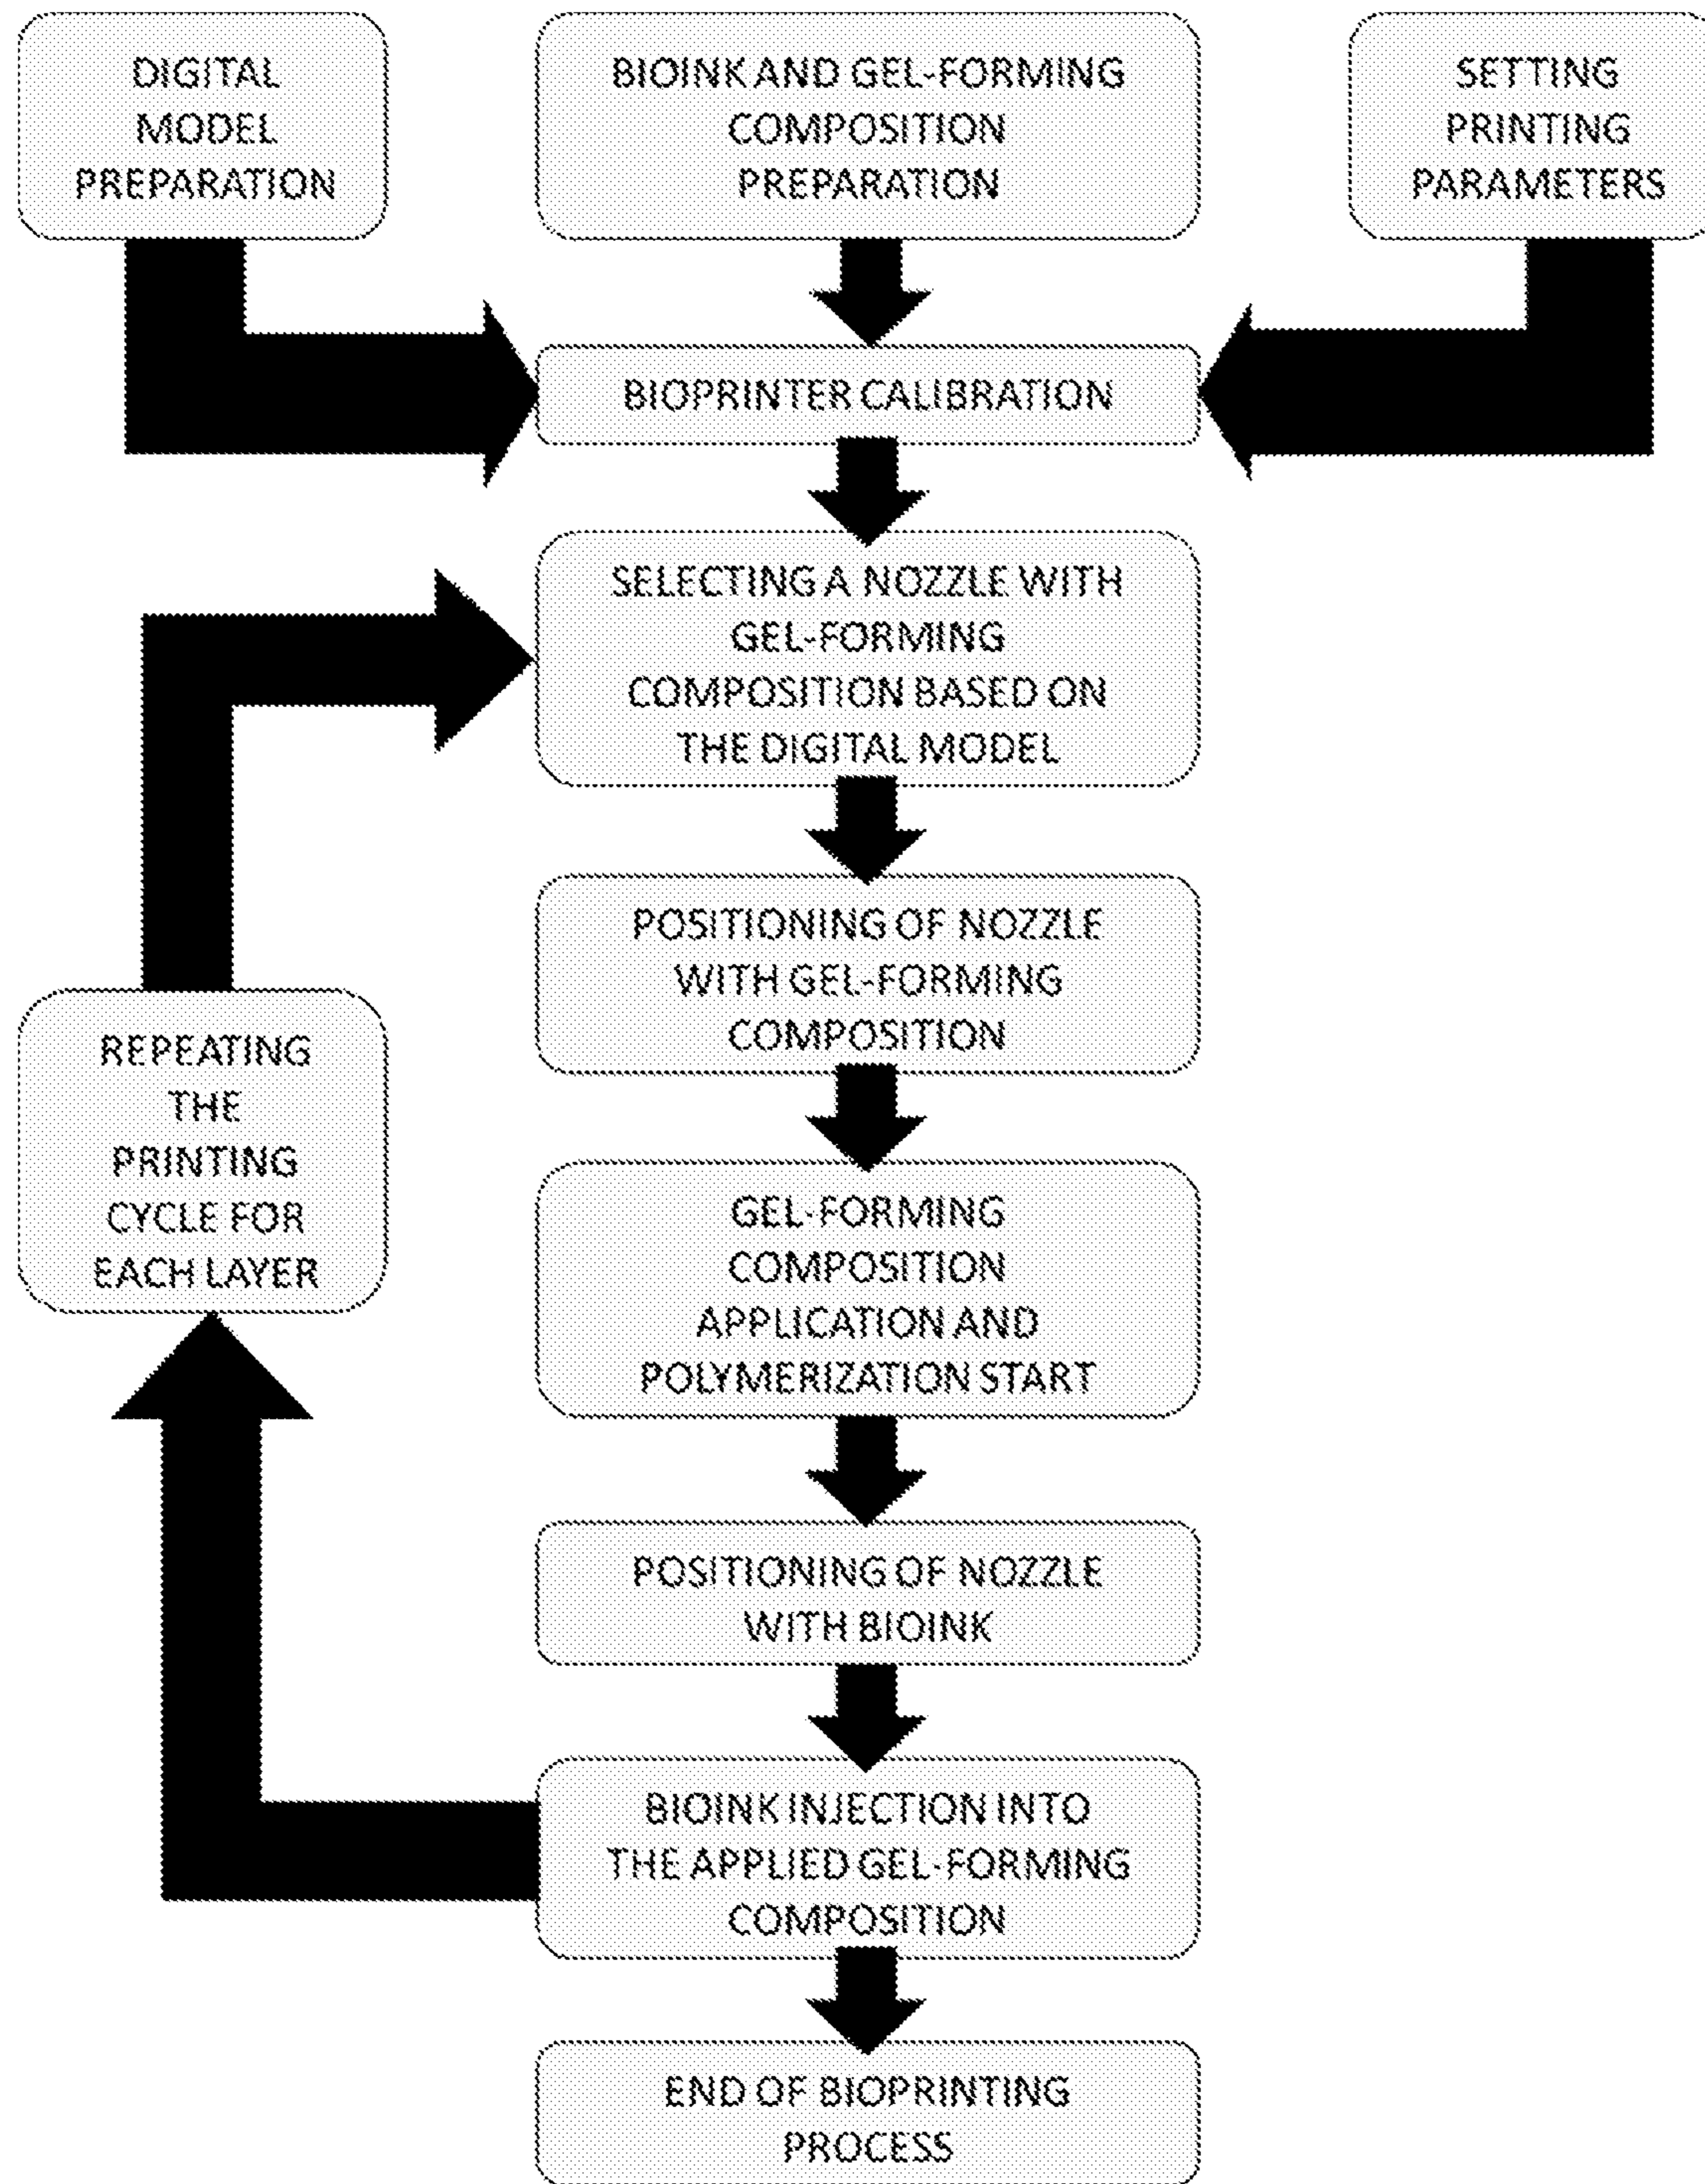 DIGITAL
MODEL
PREPARATION
BIOINK AND GEL-FORMING
COMPOSITION
PREPARATION
SETTING
PRINTING
PARAMETERS
BIOPRINTER CALIBRATION
SELECTING A NOZZLE WITH
GEL-FORMING
COMPOSITION BASED ON
THE DIGITAL MODEL
POSITIONING OF NOZZLE
WITH GEL-FORMING
COMPOSITION
REPEATING
THE
PRINTING
CYCLE FOR
EACH LAYER
GEL-FORMING
COMPOSITION
APPLICATION AND
POLYMERIZATION START
POSITIONING OF NOZZLE
WITH BIOINK
BIOINK INJECTION INTO
THE APPLIED GEL-FORMING
COMPOSITION
END OF BIOPRINTING
PROCESS